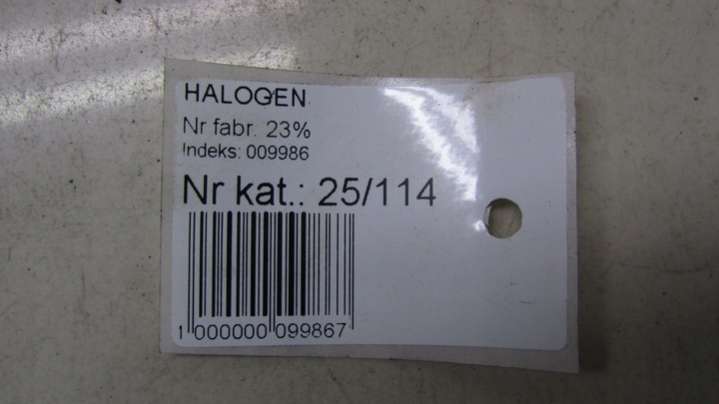 HALOGEN
Nr fabr. 23%
Indeks: 009986
Nr kat.: 25/114
1 000000 099867